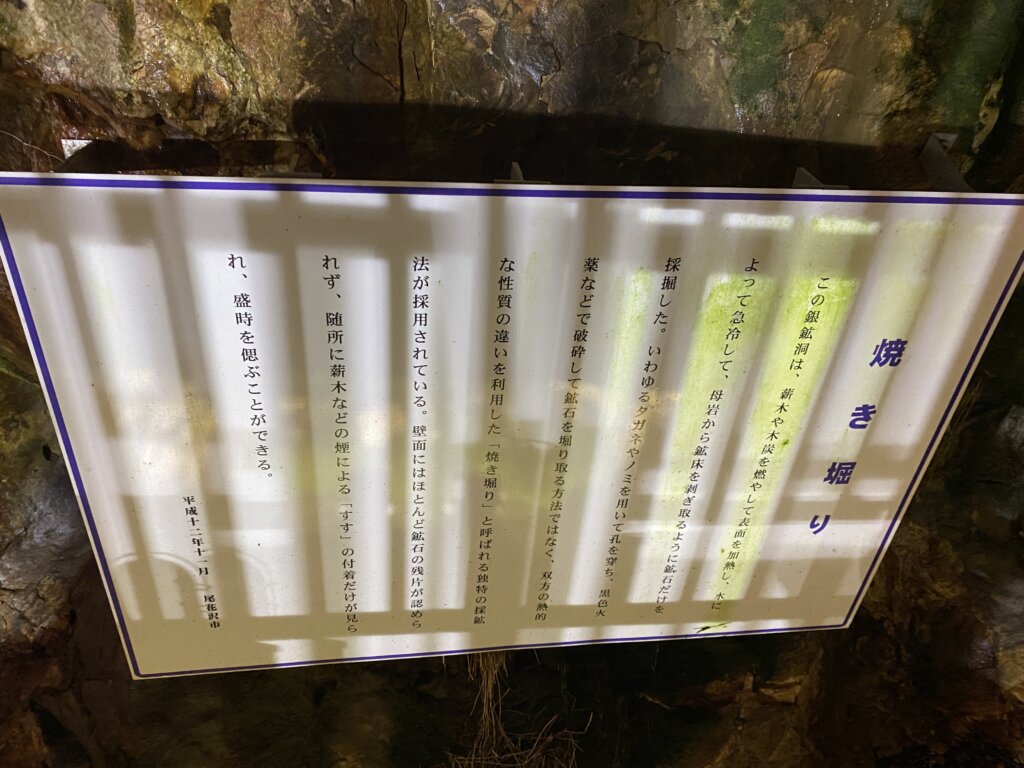 焼き堀り
この銀鉱洞は、薪木や木炭を燃やして表面を加熱し、水に
よって急冷して、母岩から鉱床を剥ぎ取るように鉱石だけを
採掘した。いわゆるタガネやノミを用いて孔を穿ち、黒色火
薬などで破砕して鉱石を堀り取る方法ではなく、双方の熱的
な性質の違いを利用した「焼き堀り」と呼ばれる独特の採鉱
法が採用されている。壁面にはほとんど鉱石の残片が認めら
れず、随所に薪木などの煙による「すす」の付着だけが見ら
れ、盛時を偲ぶことができる。
平成十二年十一月　尾花沢市